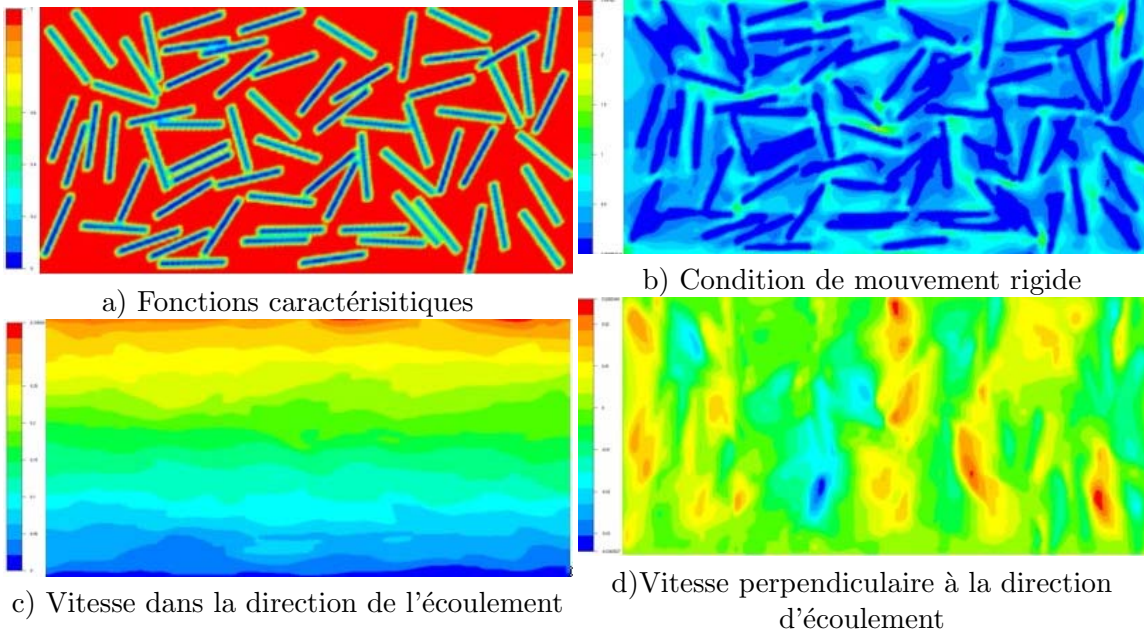 a) Fonctions caractérisitiques
b) Condition de mouvement rigide
c) Vitesse dans la direction de l'écoulement
d)Vitesse perpendiculaire à la direction
d'écoulement